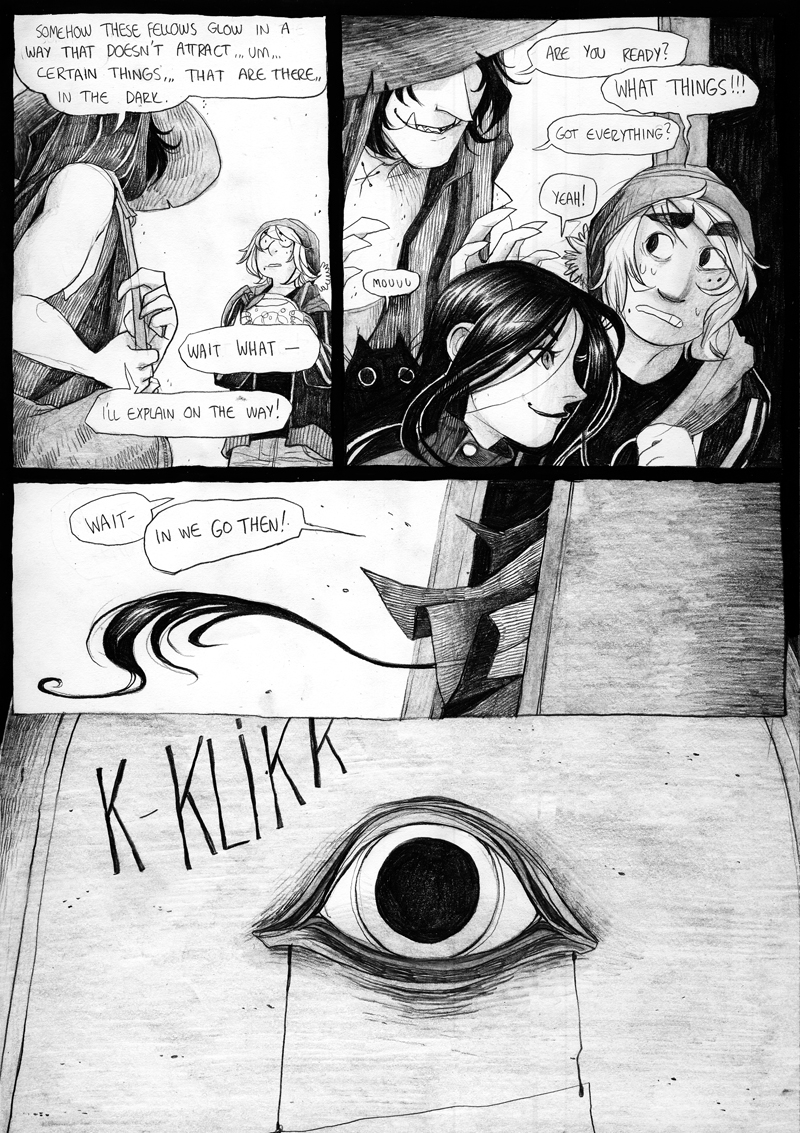 SOMEHOW THESE FELLOWS GLOW IN A
WAY THAT DOESN'T ATTRACT,,, UM,,,
CERTAIN THINGS,,, THAT ARE THERE,,
IN THE DARK.
WAIT WHAT —
I'LL EXPLAIN ON THE WAY!
ARE YOU READY?
WHAT THINGS!!!
GOT EVERYTHING?
YEAH!
MOUUU
WAIT-
IN WE GO THEN!
K-KLIKK